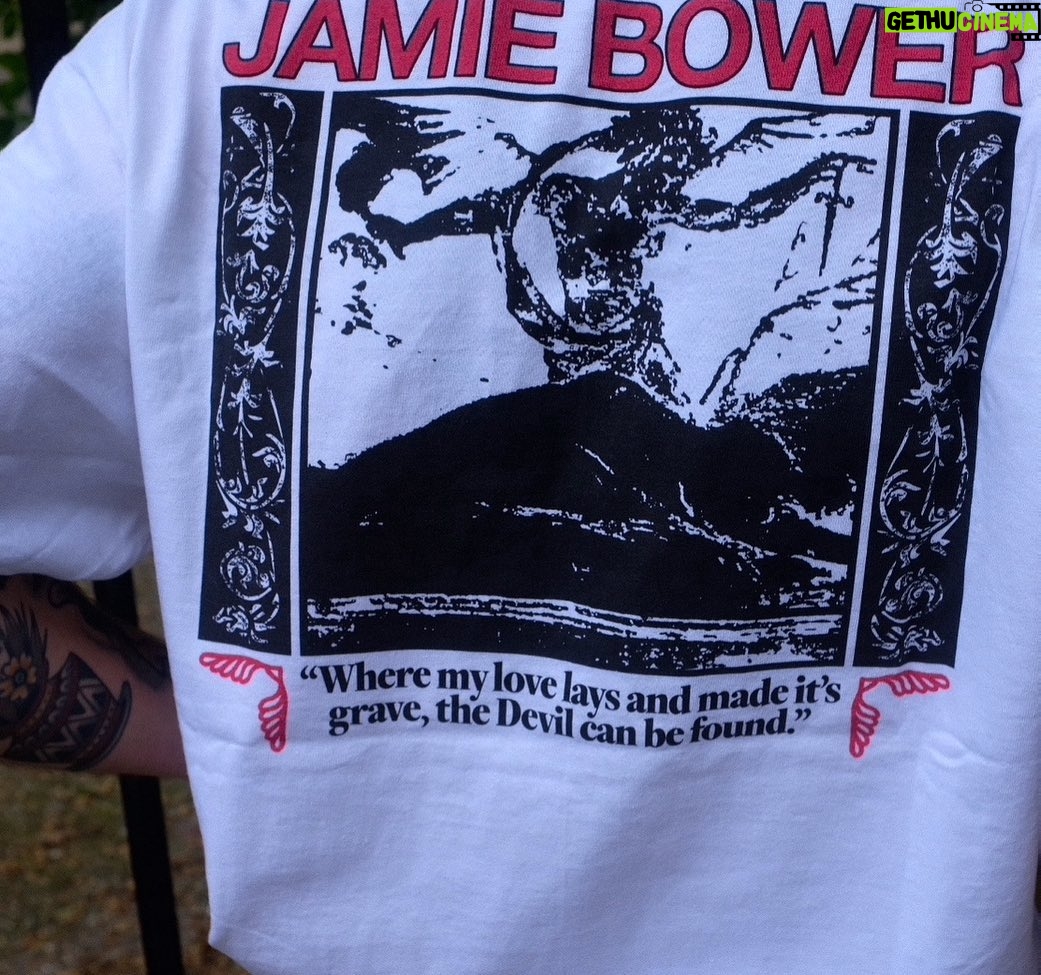 GETHUCINEMA
JAMIE BOWER
“Where my love lays and made it’s
grave, the Devil can be found.”